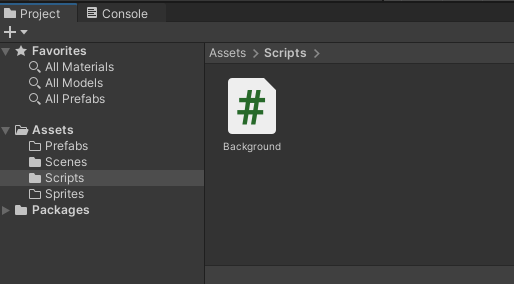 Project
Console
Favorites
All Materials
All Models
All Prefabs
Assets
Prefabs
Scenes
Scripts
Sprites
Packages
Assets > Scripts >
#
Background